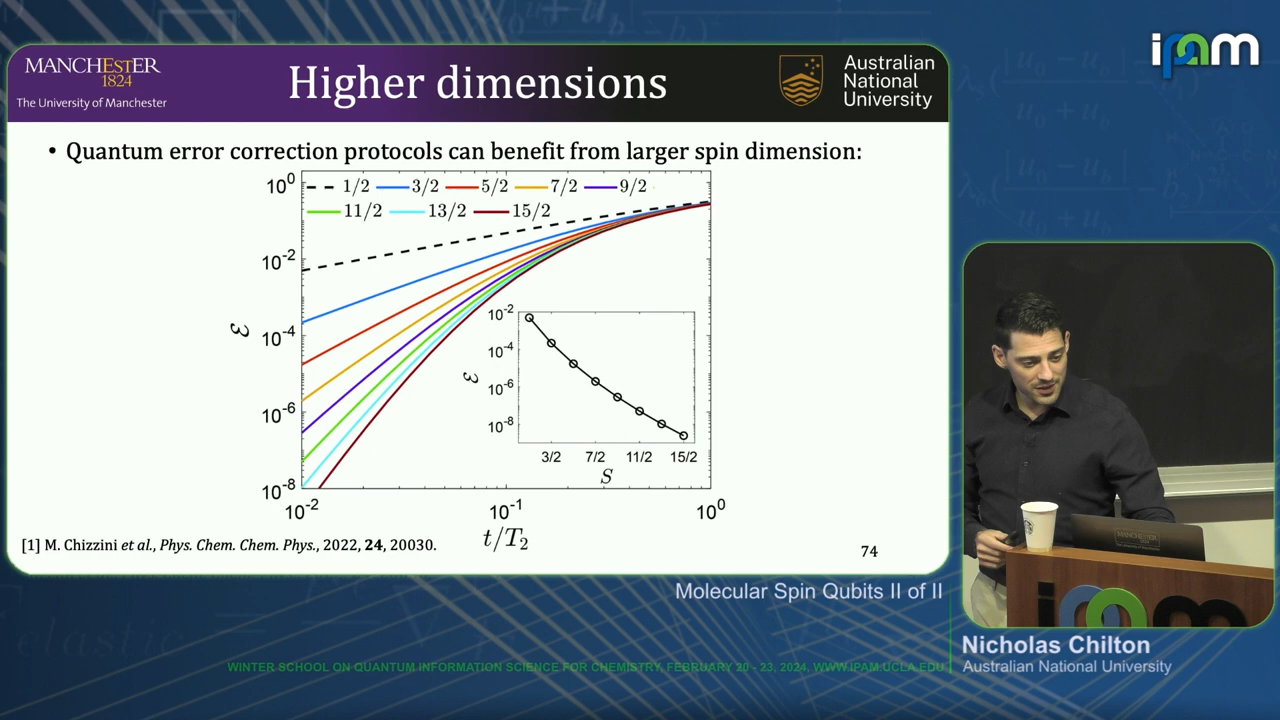 ipam
MANCHESTER
1824
The University of Manchester
Higher dimensions
Australian
National
University
• Quantum error correction protocols can benefit from larger spin dimension:
1/2 3/2 5/2 7/2 9/2
11/2 13/2 15/2
10⁰
10⁻²
10⁻⁴
10⁻⁶
10⁻⁸
ℰ
10⁻² 10⁻¹ 10⁰
t/T₂
10⁻²
10⁻⁴
10⁻⁶
10⁻⁸
ℰ
3/2 7/2 11/2 15/2
S
[1] M. Chizzini et al., Phys. Chem. Chem. Phys., 2022, 24, 20030.
74
MANCHESTER
ipam
Molecular Spin Qubits II of II
Nicholas Chilton
Australian National University
WINTER SCHOOL ON QUANTUM INFORMATION SCIENCE FOR CHEMISTRY, FEBRUARY 20 - 23, 2024, WWW.IPAM.UCLA.EDU